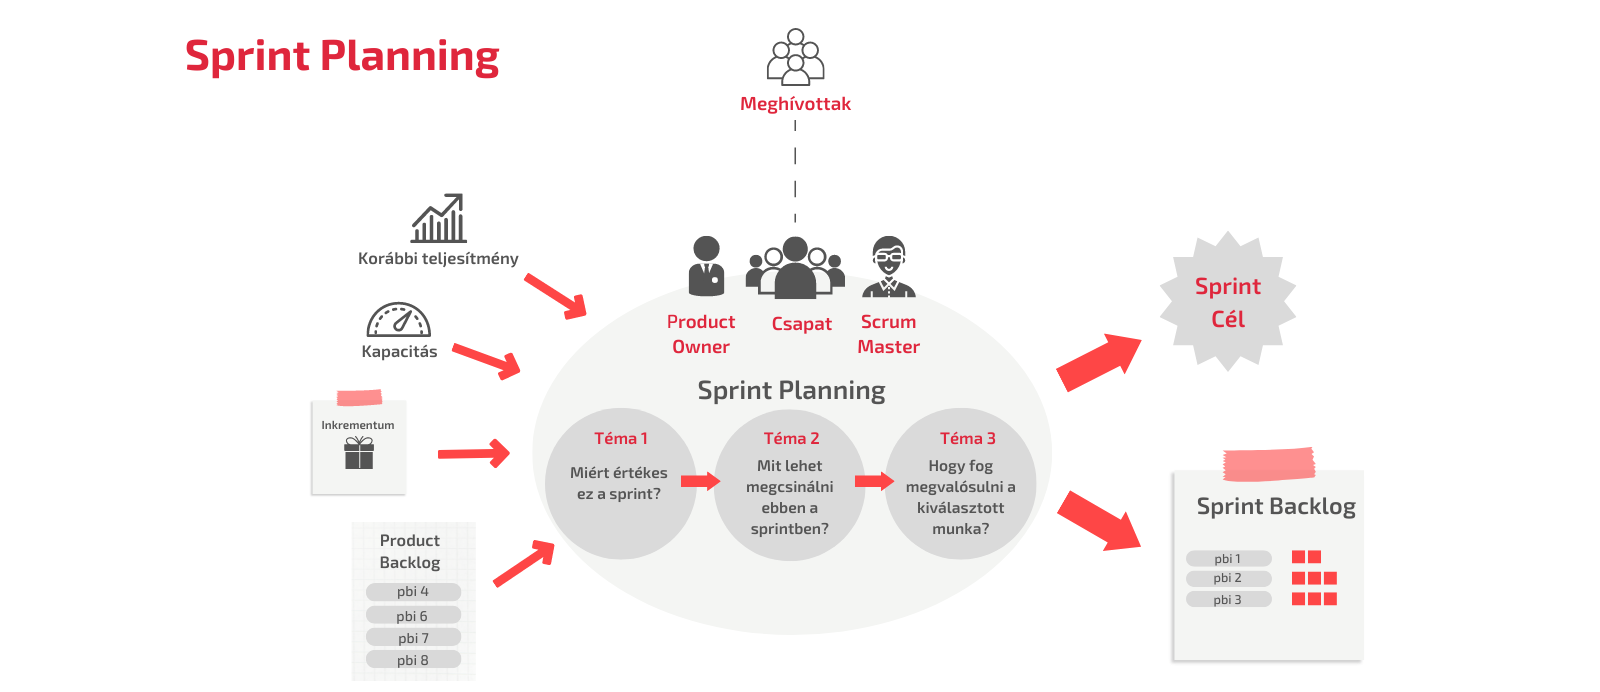 Sprint Planning
Meghívottak
Korábbi teljesítmény
Kapacitás
Inkrementum
Product
Backlog
pbi 4
pbi 6
pbi 7
pbi 8
Product
Owner
Csapat
Scrum
Master
Sprint Planning
Téma 1
Miért értékes
ez a sprint?
Téma 2
Mit lehet
megcsinálni
ebben a
sprintben?
Téma 3
Hogy fog
megvalósulni a
kiválasztott
munka?
Sprint
Cél
Sprint Backlog
pbi 1
pbi 2
pbi 3